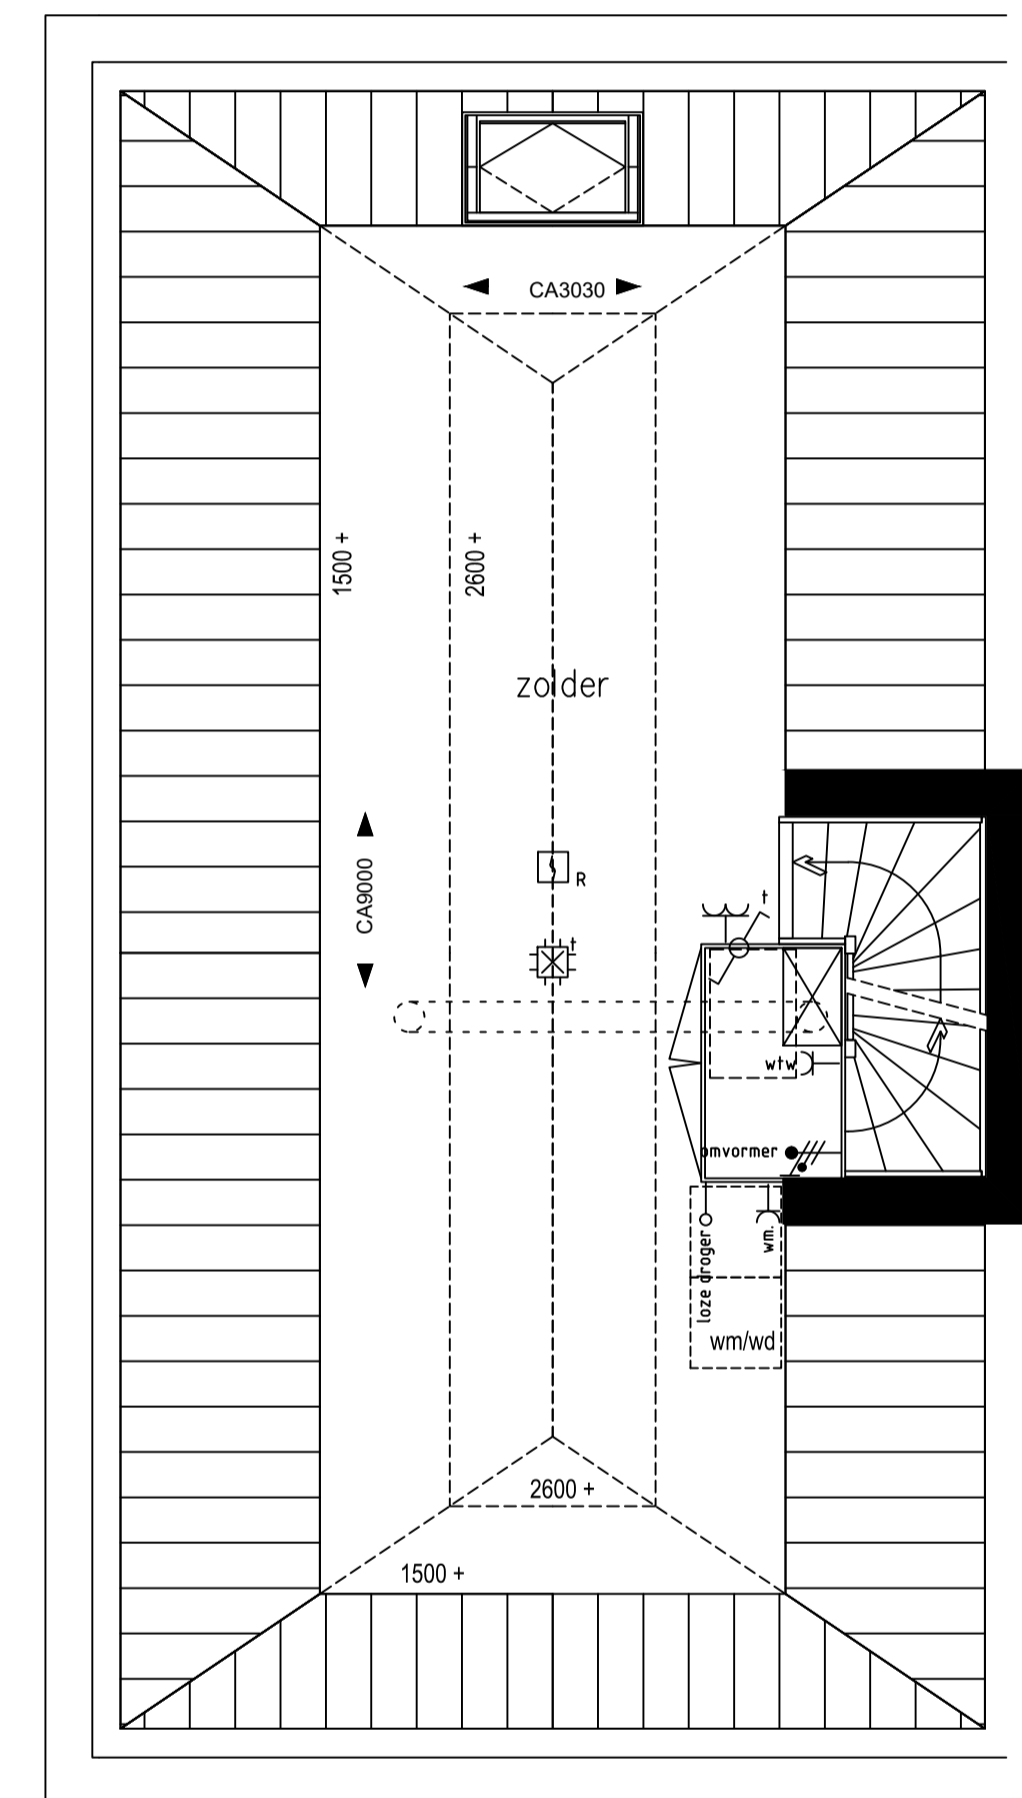 CA3030
1500 +
2600 +
zolder
CA9000
R
t
t
wtw
omvormer
loze droger
wm.
wm/wd
2600 +
1500 +